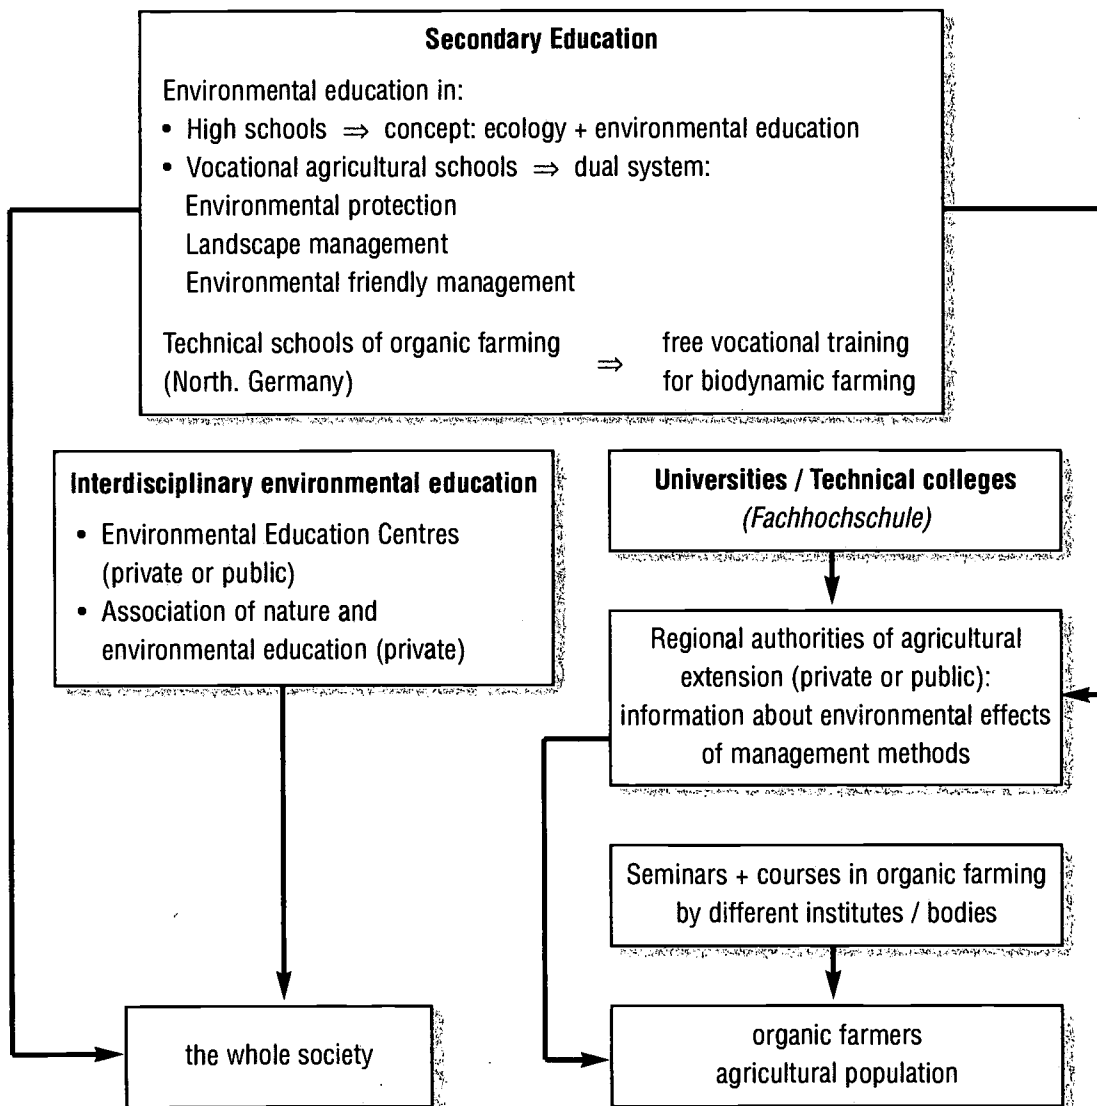 Secondary Education
Environmental education in:
• High schools ⇒ concept: ecology + environmental education
• Vocational agricultural schools ⇒ dual system:
Environmental protection
Landscape management
Environmental friendly management
Technical schools of organic farming ⇒ free vocational training
(North. Germany) for biodynamic farming
Interdisciplinary environmental education
• Environmental Education Centres
(private or public)
• Association of nature and
environmental education (private)
Universities / Technical colleges
(Fachhochschule)
Regional authorities of agricultural
extension (private or public):
information about environmental effects
of management methods
Seminars + courses in organic farming
by different institutes / bodies
the whole society
organic farmers
agricultural population